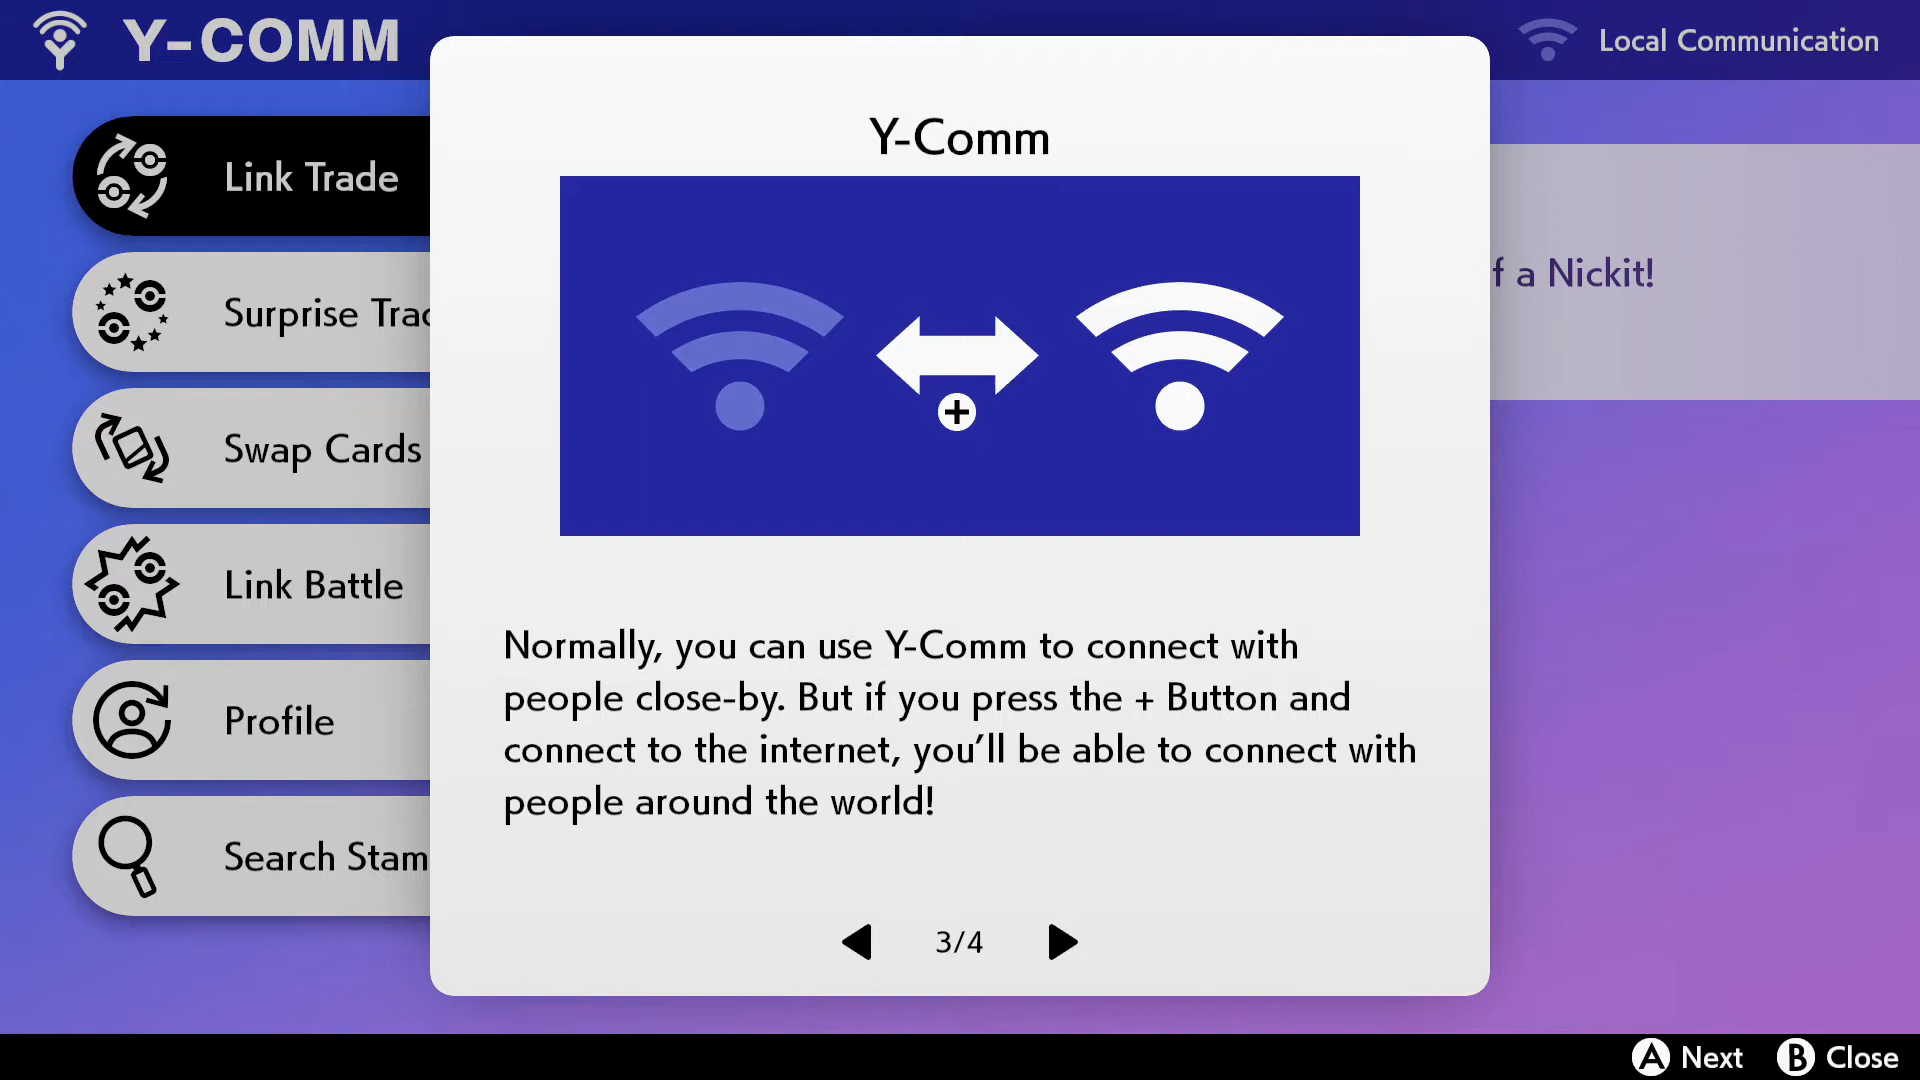 Y-COMM
Local Communication
Link Trade
Surprise Trad
Swap Cards
Link Battle
Profile
Search Stam
f a Nickit!
Y-Comm
Normally, you can use Y-Comm to connect with
people close-by. But if you press the + Button and
connect to the internet, you'll be able to connect with
people around the world!
3/4
A Next B Close